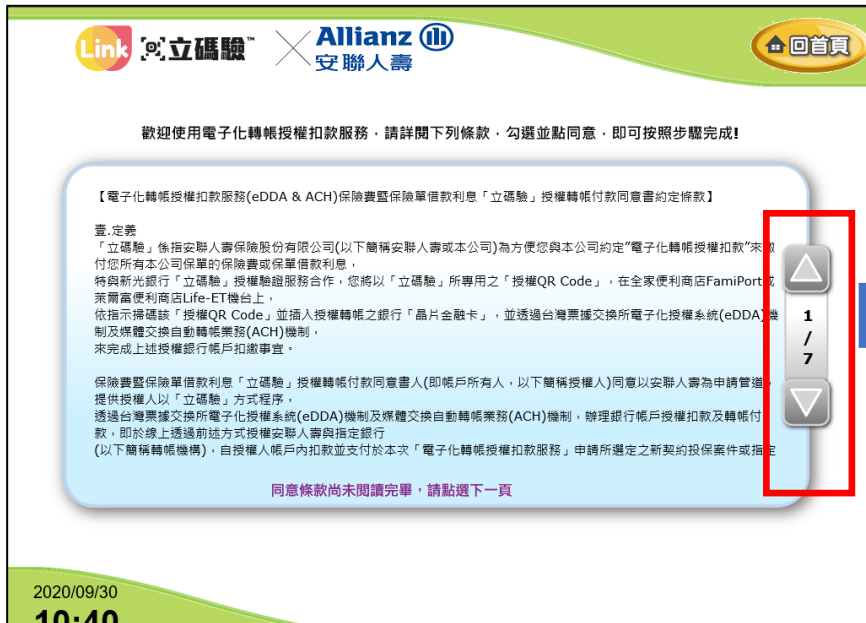 Link 立碼驗™ Allianz
安聯人壽
回首頁
歡迎使用電子化轉帳授權扣款服務，請詳閱下列條款，勾選並點同意，即可按照步驟完成!
【電子化轉帳授權扣款服務(eDDA & ACH)保險費暨保險單借款利息「立碼驗」授權轉帳付款同意書約定條款】
壹.定義
「立碼驗」係指安聯人壽保險股份有限公司(以下簡稱安聯人壽或本公司)為方便您與本公司約定"電子化轉帳授權扣款"來繳
付您所有本公司保單的保險費或保單借款利息，
特與新光銀行「立碼驗」授權驗證服務合作，您將以「立碼驗」所專用之「授權QR Code」，在全家便利商店FamiPort或
萊爾富便利商店Life-ET機台上，
依指示掃碼該「授權QR Code」並插入授權轉帳之銀行「晶片金融卡」，並透過台灣票據交換所電子化授權系統(eDDA)機
制及媒體交換自動轉帳業務(ACH)機制，
來完成上述授權銀行帳戶扣繳事宜。
保險費暨保險單借款利息「立碼驗」授權轉帳付款同意書人(即帳戶所有人，以下簡稱授權人)同意以安聯人壽為申請管道，
提供授權人以「立碼驗」方式程序，
透過台灣票據交換所電子化授權系統(eDDA)機制及媒體交換自動轉帳業務(ACH)機制，辦理銀行帳戶授權扣款及轉帳付
款，即於線上透過前述方式授權安聯人壽與指定銀行
(以下簡稱轉帳機構)，自授權人帳戶內扣款並支付於本次「電子化轉帳授權扣款服務」申請所選定之新契約投保案件或指定
1
/
7
同意條款尚未閱讀完畢，請點選下一頁
2020/09/30
10:40